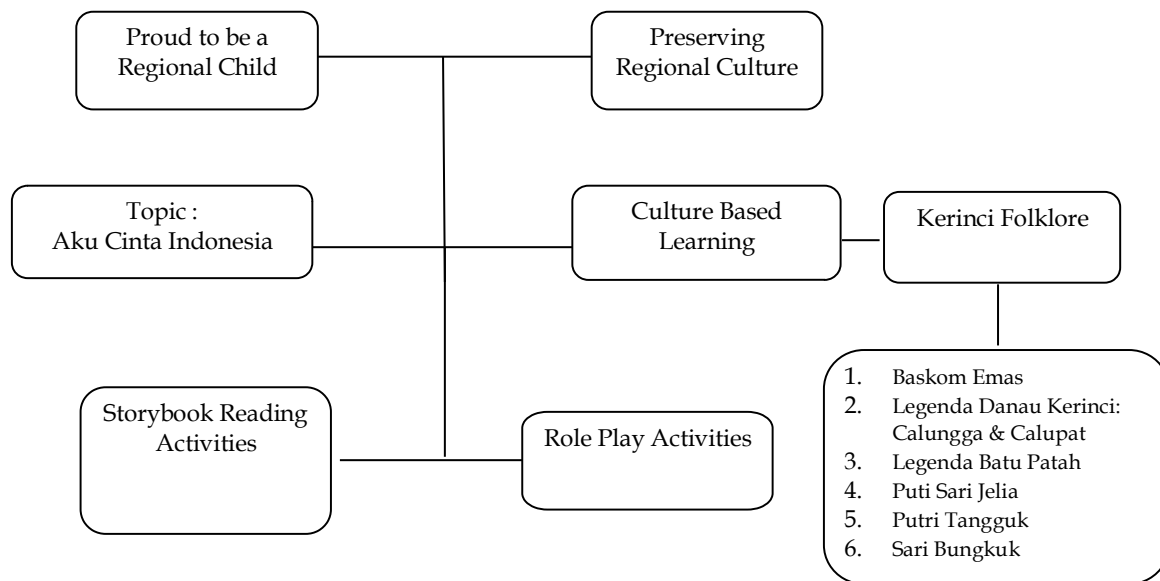 Proud to be a
Regional Child
Preserving
Regional Culture
Topic :
Aku Cinta Indonesia
Culture Based
Learning
Kerinci Folklore
Storybook Reading
Activities
Role Play Activities
1. Baskom Emas
2. Legenda Danau Kerinci:
Calungga & Calupat
3. Legenda Batu Patah
4. Puti Sari Jelia
5. Putri Tangguk
6. Sari Bungkuk